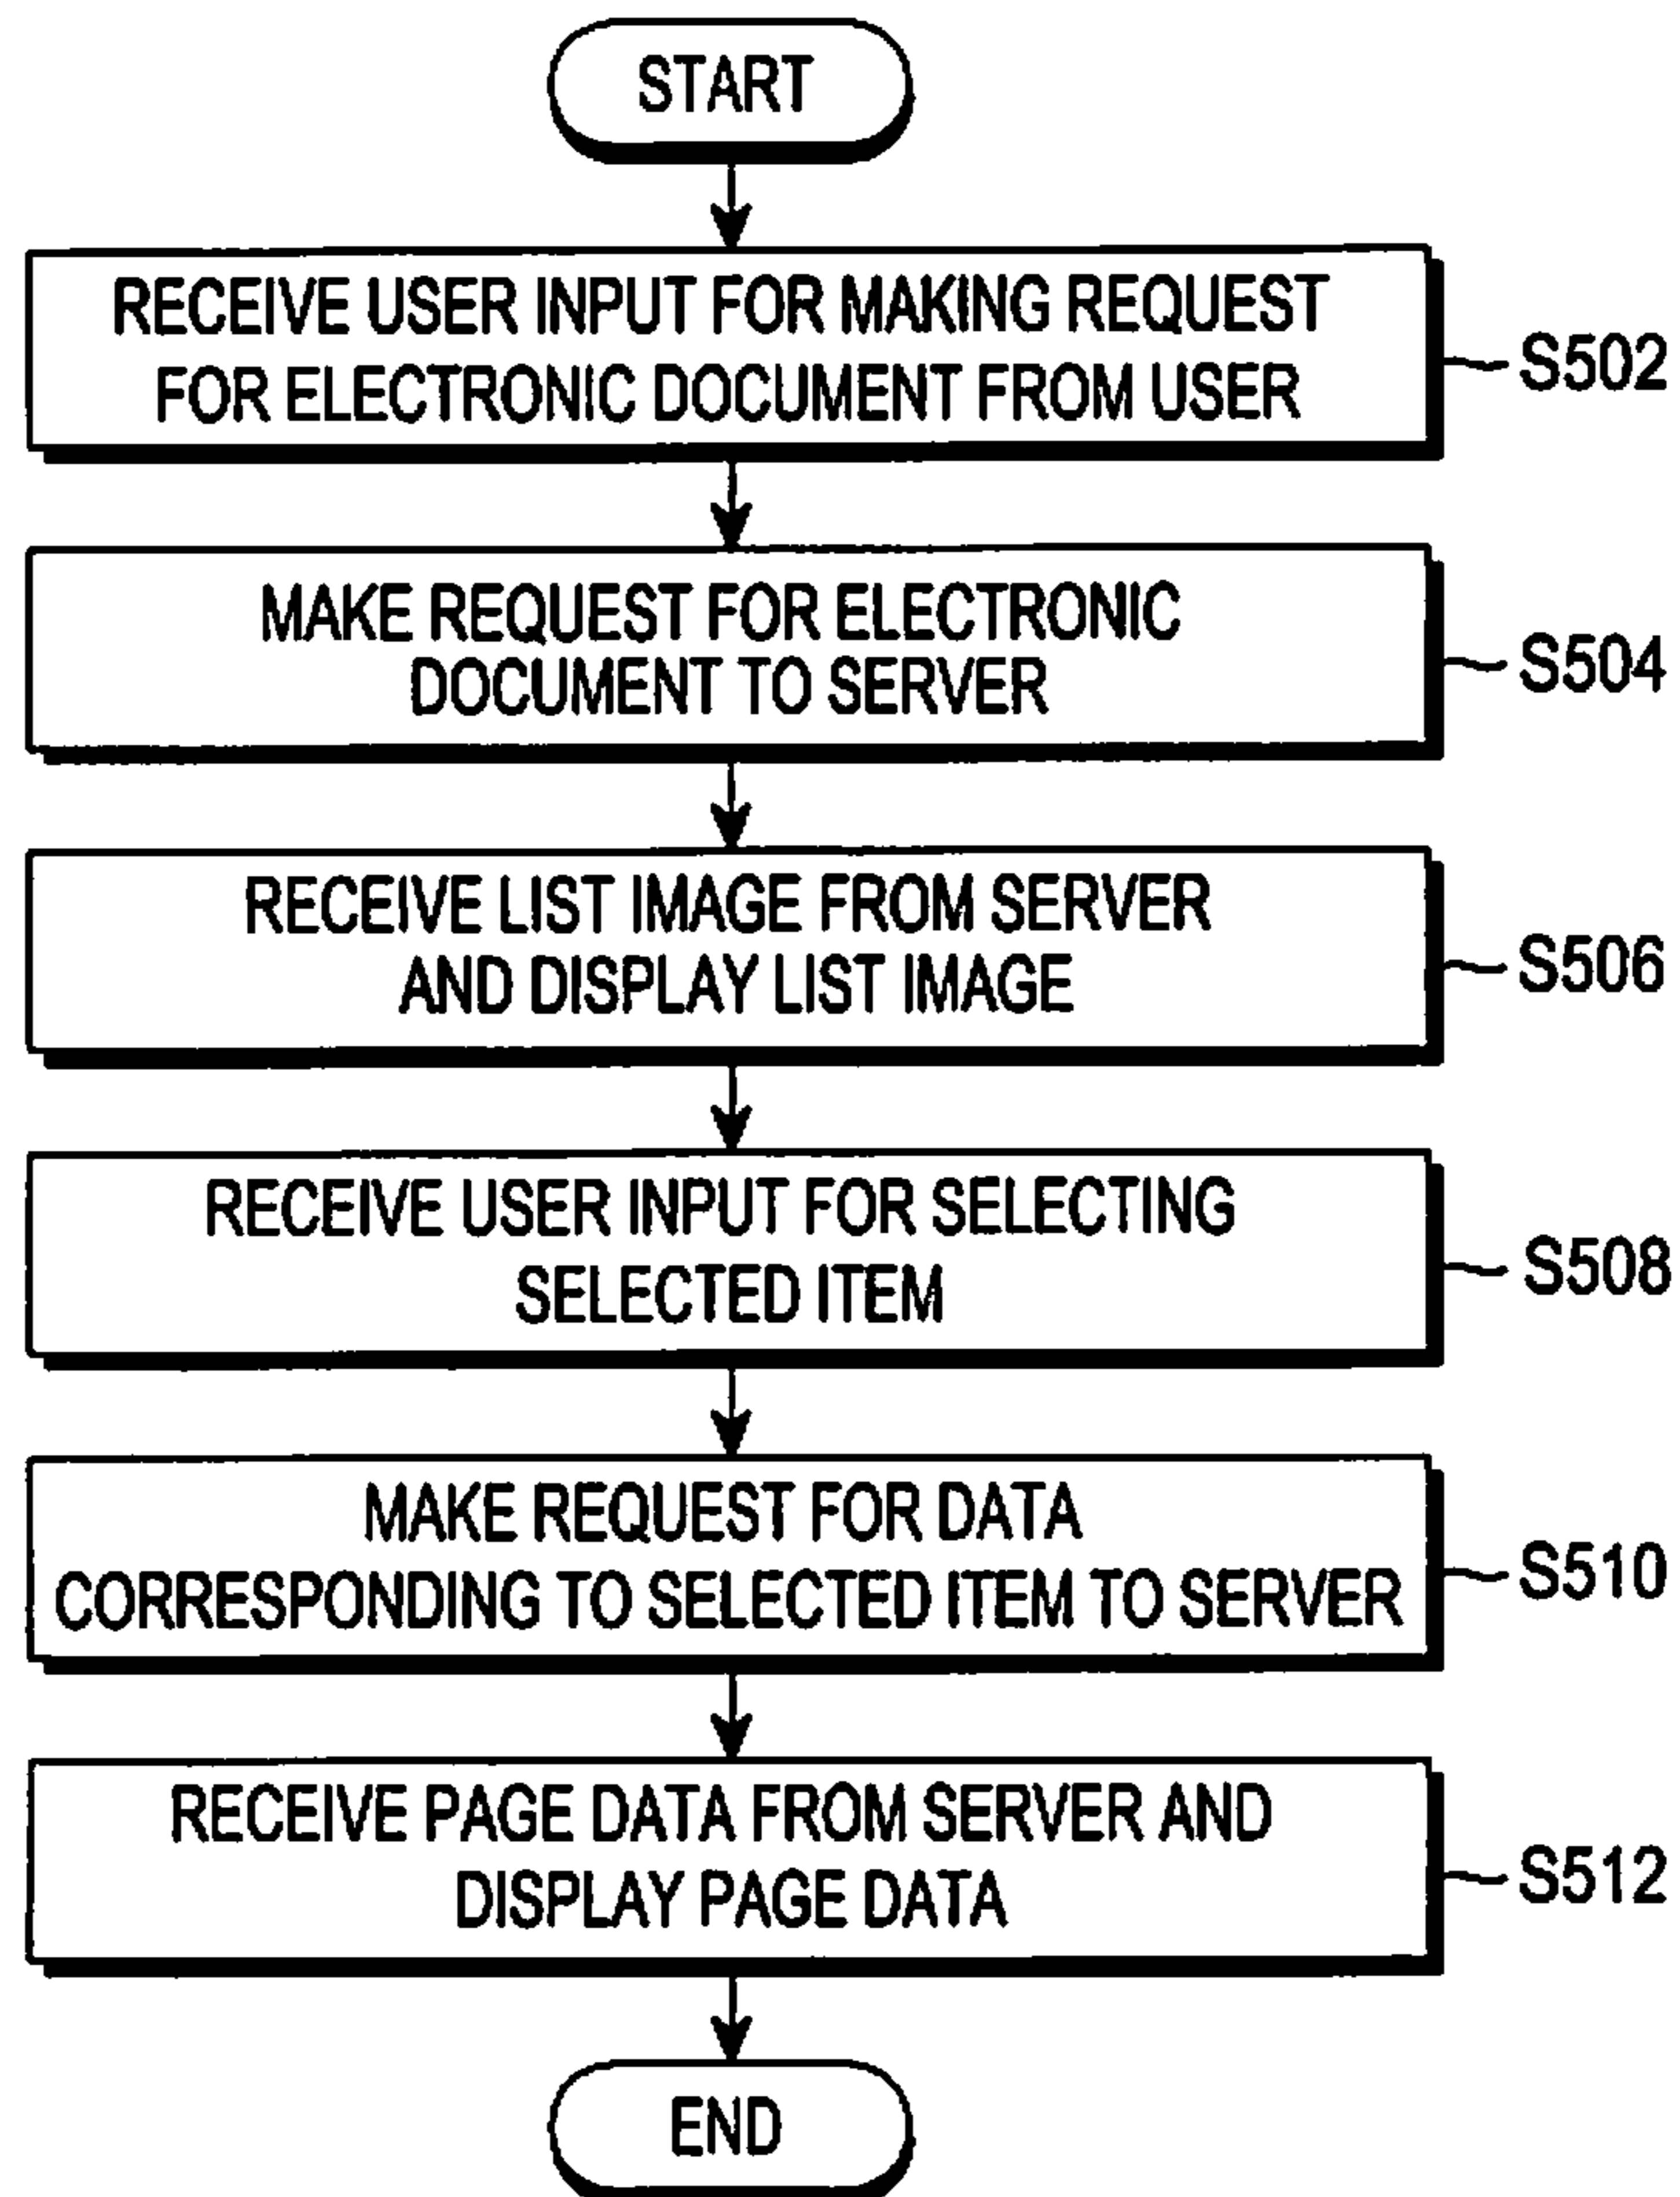 START
RECEIVE USER INPUT FOR MAKING REQUEST
FOR ELECTRONIC DOCUMENT FROM USER
S502
MAKE REQUEST FOR ELECTRONIC
DOCUMENT TO SERVER
S504
RECEIVE LIST IMAGE FROM SERVER
AND DISPLAY LIST IMAGE
S506
RECEIVE USER INPUT FOR SELECTING
SELECTED ITEM
S508
MAKE REQUEST FOR DATA
CORRESPONDING TO SELECTED ITEM TO SERVER
S510
RECEIVE PAGE DATA FROM SERVER AND
DISPLAY PAGE DATA
S512
END